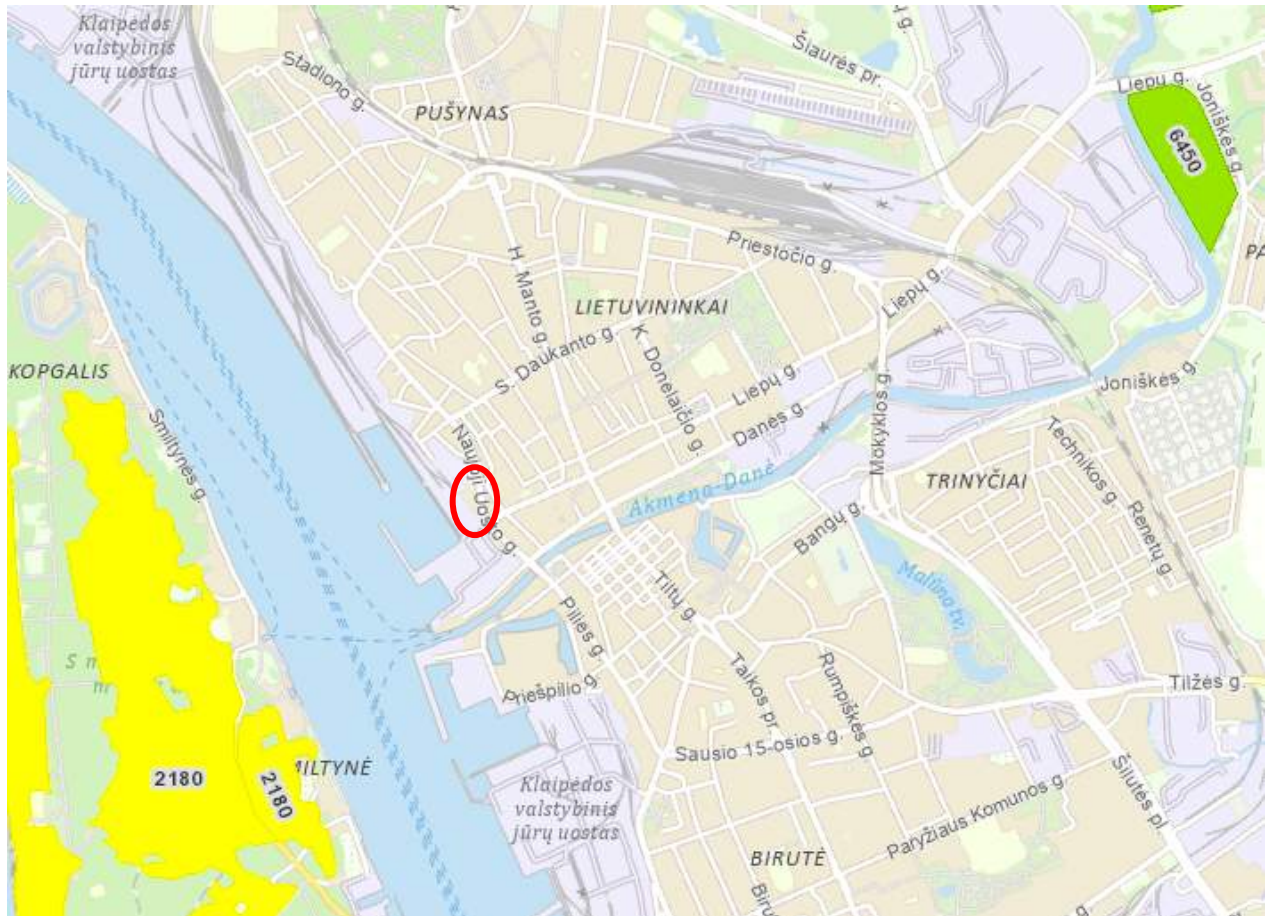 Klaipėdos
valstybinis
jūrų uostas
Stadiono g.
PUŠYNAS
Šiaurės pr.
Liepų g.
Joniškės g.
6450
H. Manto g.
Priestočio g.
LIETUVININKAI
Liepų g.
S. Daukanto g.
K. Donelaičio g.
KOPGALIS
Smiltynės g.
Liepų g.
Danės g.
Mokyklos g.
Joniškės g.
Naujoji Uosto g.
Akmena-Danė
TRINYČIAI
Technikos g.
Renetų g.
Bangų g.
Malūno tv.
Tiltų g.
Pilies g.
Priešpilio g.
Taikos pr.
Rumpiškės g.
Tilžės g.
Sausio 15-osios g.
Šilutės pl.
2180
2180
MILTYNĖ
Klaipėdos
valstybinis
jūrų uostas
Paryžiaus Komunos g.
BIRUTĖ